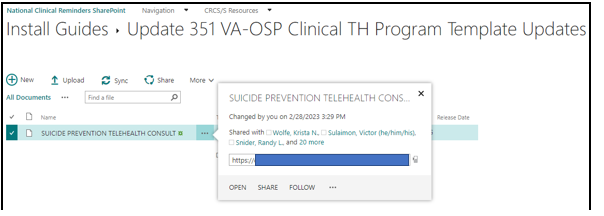 National Clinical Reminders SharePoint Navigation CRCS/S Resources
Install Guides › Update 351 VA-OSP Clinical TH Program Template Updates
New Upload Sync Share More
All Documents ••• Find a file
Name Release Date
SUICIDE PREVENTION TELEHEALTH CONSULT •••
SUICIDE PREVENTION TELEHEALTH CONS...
Changed by you on 2/28/2023 3:29 PM
Shared with Wolfe, Krista N., Sulaimon, Victor (he/him/his),
Snider, Randy L., and 20 more
https://
OPEN SHARE FOLLOW •••